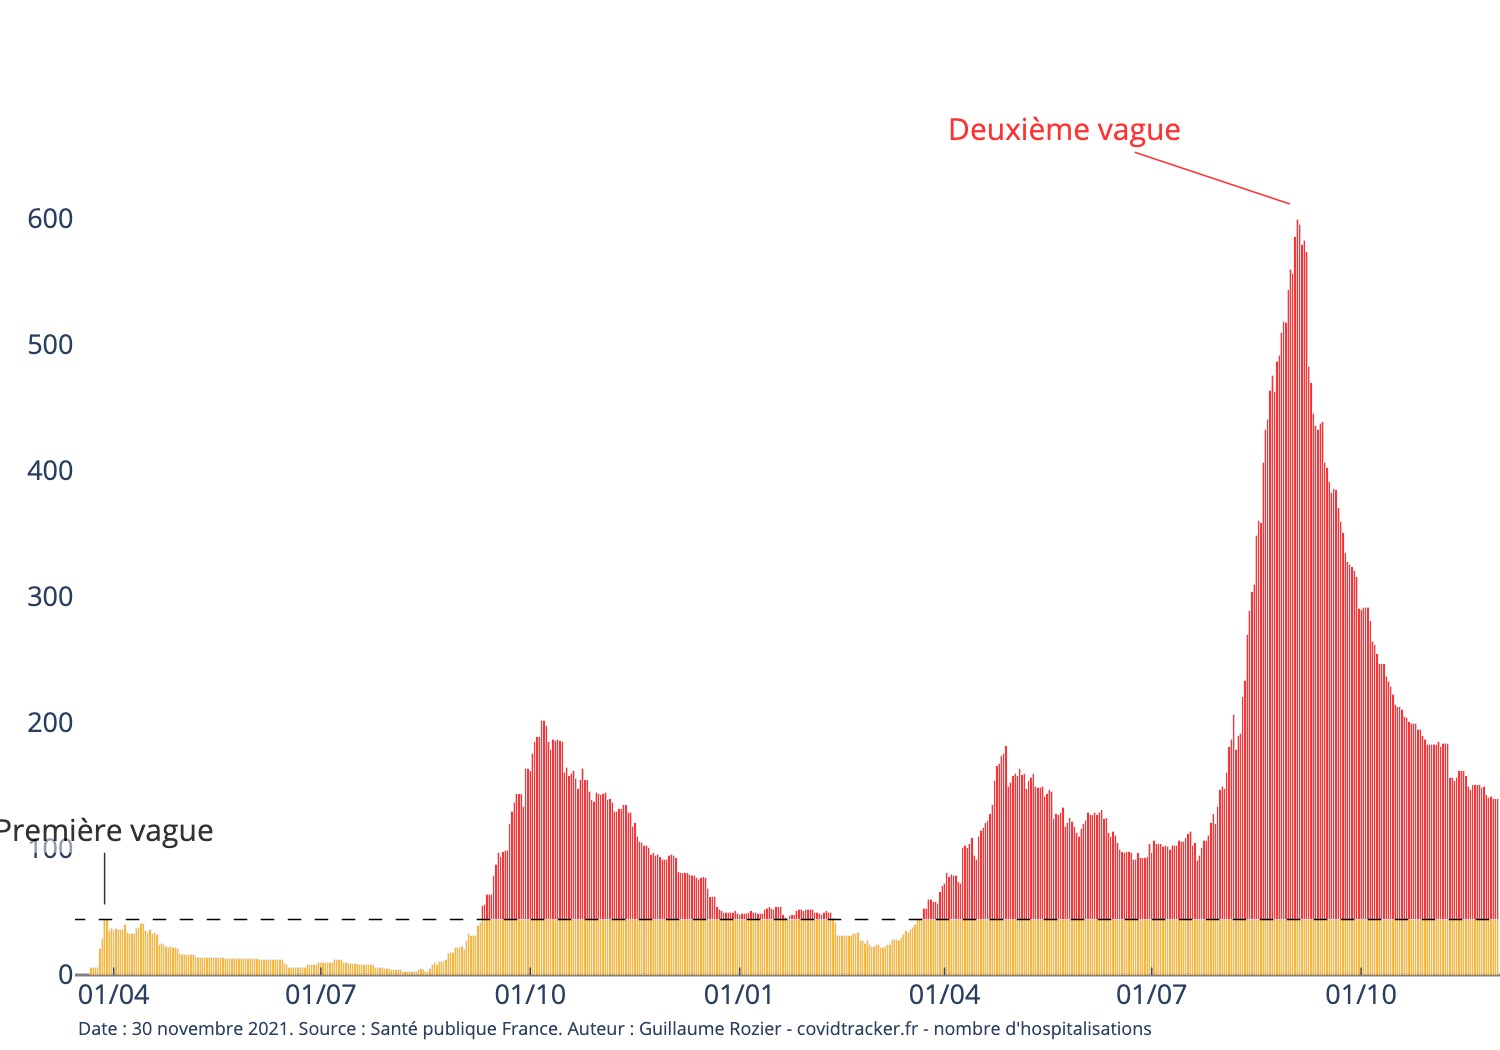 Deuxième vague
600
500
400
300
200
Première vague
100
0
01/04 01/07 01/10 01/01 01/04 01/07 01/10
Date : 30 novembre 2021. Source : Santé publique France. Auteur : Guillaume Rozier - covidtracker.fr - nombre d'hospitalisations